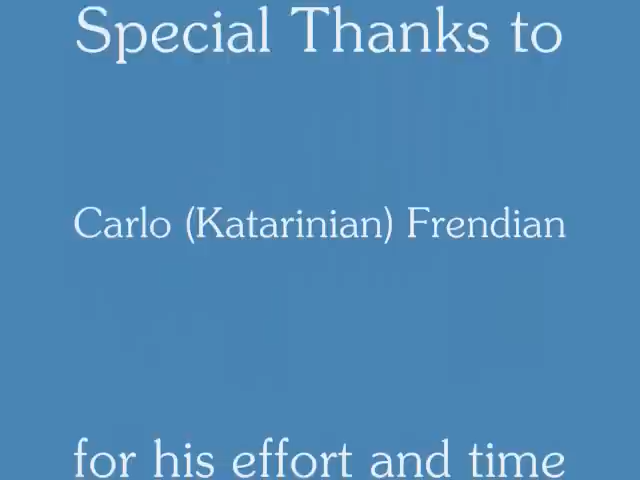 Special Thanks to
Carlo (Katarinian) Frendian
for his effort and time